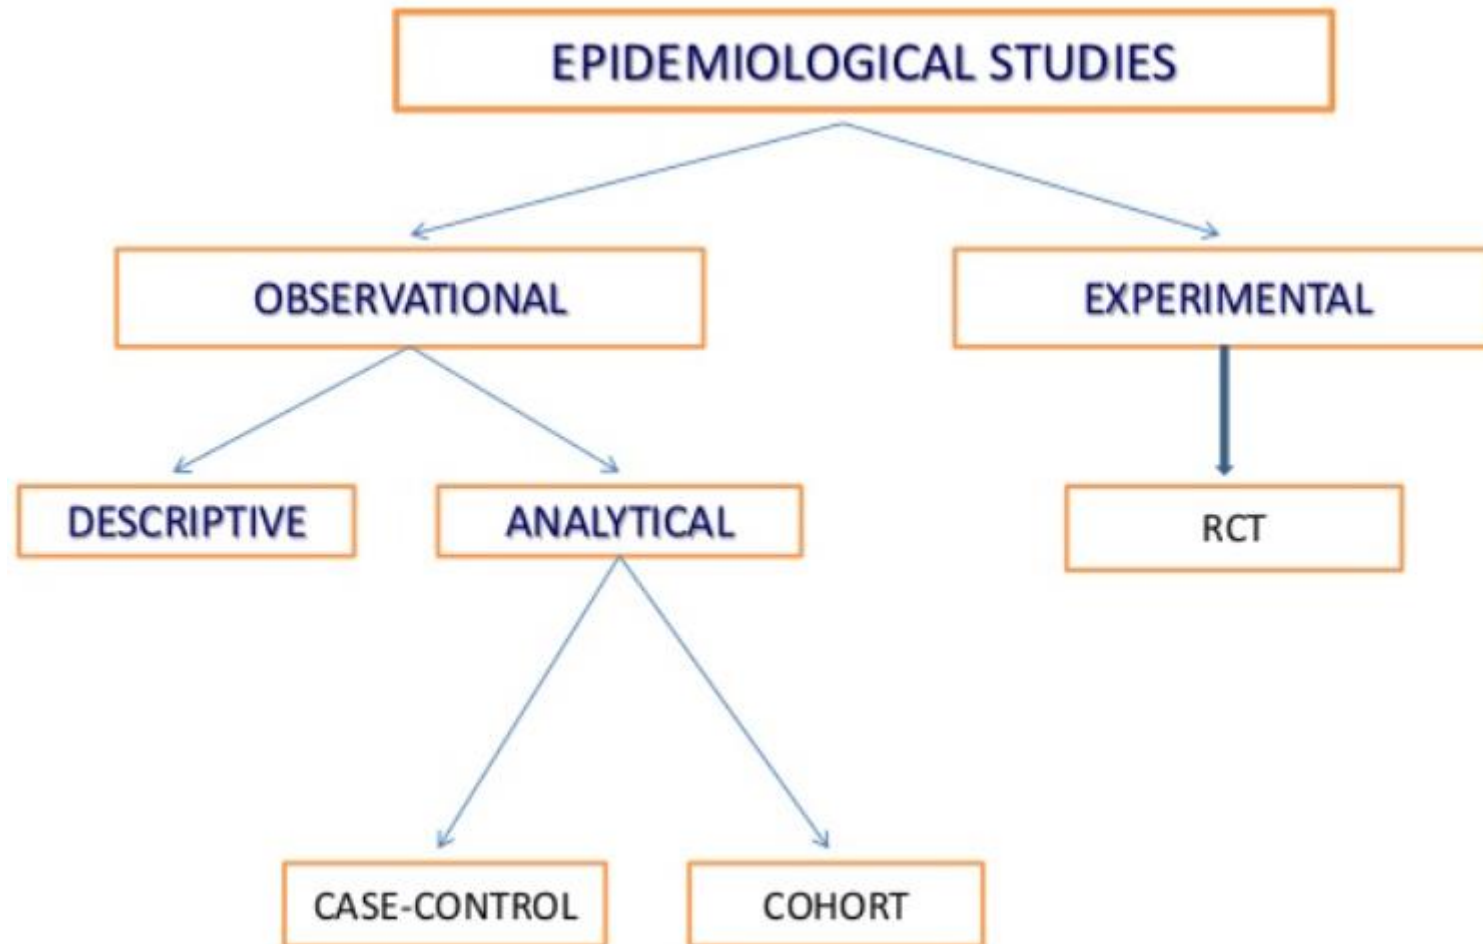 EPIDEMIOLOGICAL STUDIES
OBSERVATIONAL
EXPERIMENTAL
DESCRIPTIVE
ANALYTICAL
RCT
CASE-CONTROL
COHORT